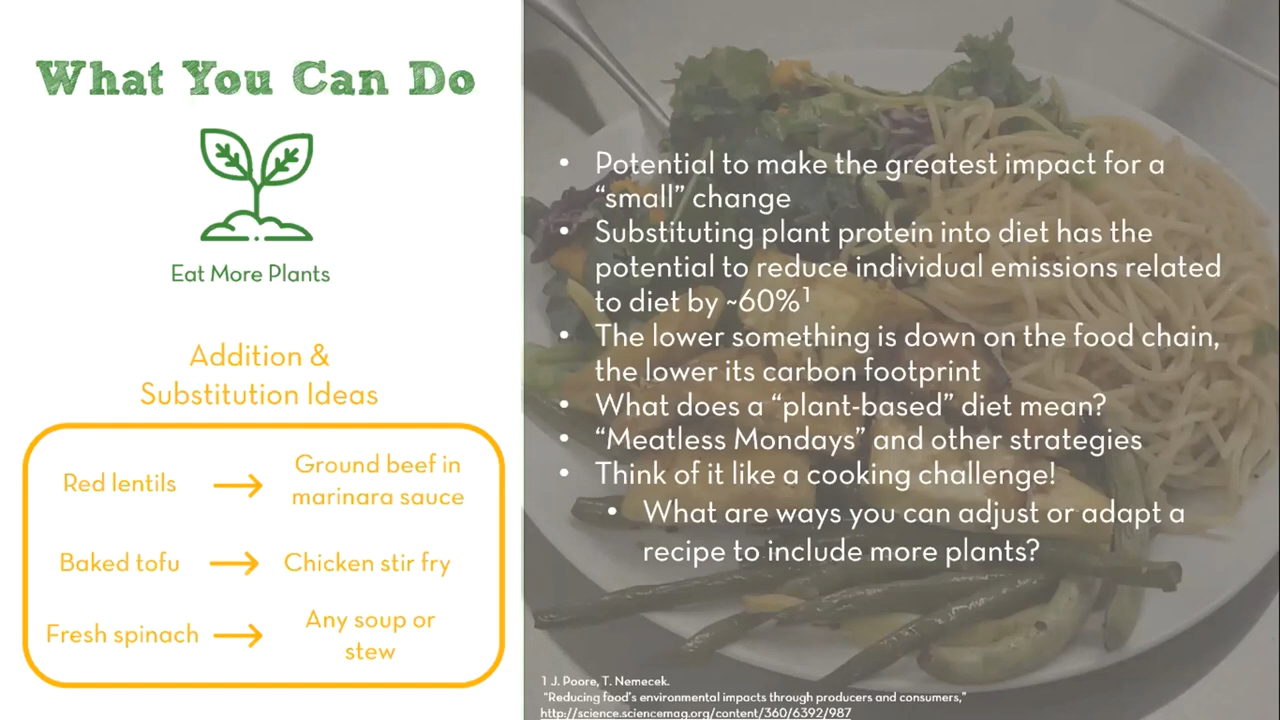 What You Can Do
Eat More Plants
Addition &
Substitution Ideas
Red lentils → Ground beef in
marinara sauce
Baked tofu → Chicken stir fry
Fresh spinach → Any soup or
stew
• Potential to make the greatest impact for a
“small” change
• Substituting plant protein into diet has the
potential to reduce individual emissions related
to diet by ~60%¹
• The lower something is down on the food chain,
the lower its carbon footprint
• What does a “plant-based” diet mean?
• “Meatless Mondays” and other strategies
• Think of it like a cooking challenge!
• What are ways you can adjust or adapt a
recipe to include more plants?
1 J. Poore, T. Nemecek.
“Reducing food’s environmental impacts through producers and consumers,”
http://science.sciencemag.org/content/360/6392/987